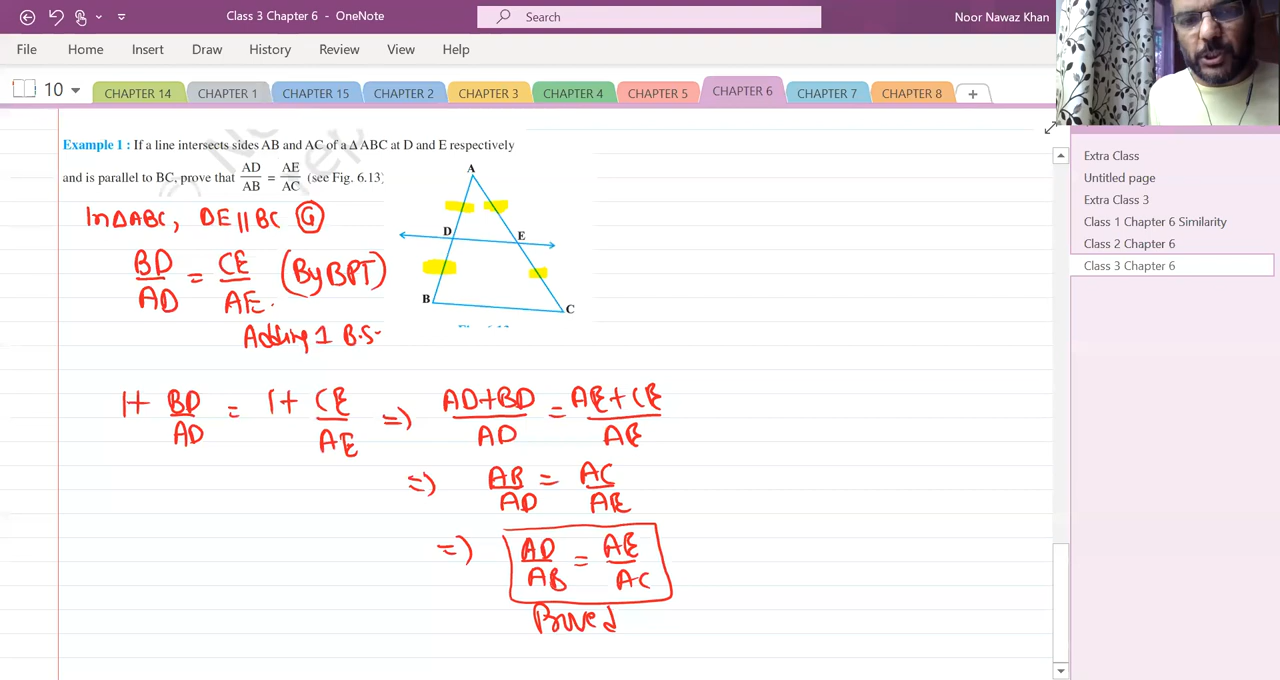 Class 3 Chapter 6 - OneNote
Search
Noor Nawaz Khan
File Home Insert Draw History Review View Help
10 CHAPTER 14 CHAPTER 1 CHAPTER 15 CHAPTER 2 CHAPTER 3 CHAPTER 4 CHAPTER 5 CHAPTER 6 CHAPTER 7 CHAPTER 8 +
Example 1 : If a line intersects sides AB and AC of a Δ ABC at D and E respectively
and is parallel to BC, prove that AD/AB = AE/AC (see Fig. 6.13)
A
D
E
B
C
In ΔABC, DE || BC (G)
BD/AD = CE/AE. (By BPT)
Adding 1 B.S.
1+ BD/AD = 1+ CE/AE => AD+BD/AD = AE+CE/AE
=> AB/AD = AC/AE
=> AD/AB = AE/AC
Proved
Extra Class
Untitled page
Extra Class 3
Class 1 Chapter 6 Similarity
Class 2 Chapter 6
Class 3 Chapter 6